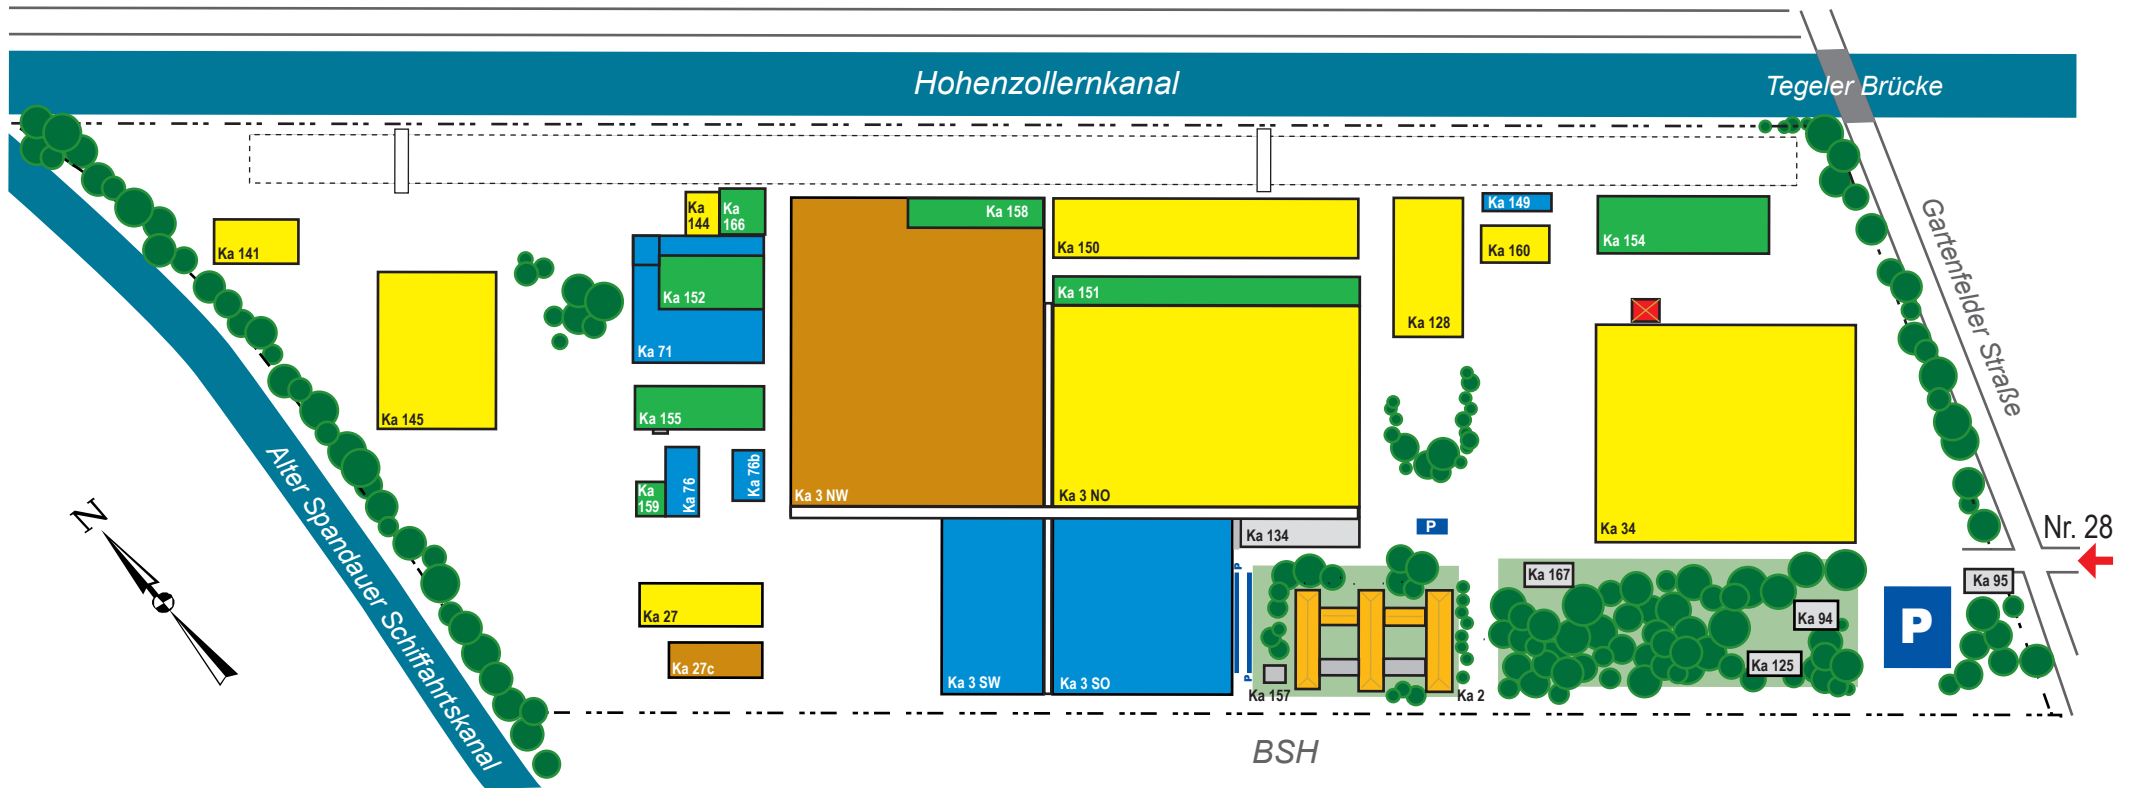 Hohenzollernkanal
Tegeler Brücke
Gartenfelder Straße
Alter Spandauer Schiffahrtskanal
N
Nr. 28
BSH
Ka 141
Ka 145
Ka
144
Ka
166
Ka 152
Ka 71
Ka 155
Ka
159
Ka 76
Ka 76b
Ka 27
Ka 27c
Ka 158
Ka 3 NW
Ka 150
Ka 151
Ka 3 NO
Ka 3 SW
Ka 3 SO
Ka 134
P
P
Ka 157
Ka 2
Ka 128
Ka 149
Ka 160
Ka 154
Ka 34
P
Ka 167
Ka 94
Ka 125
P
Ka 95